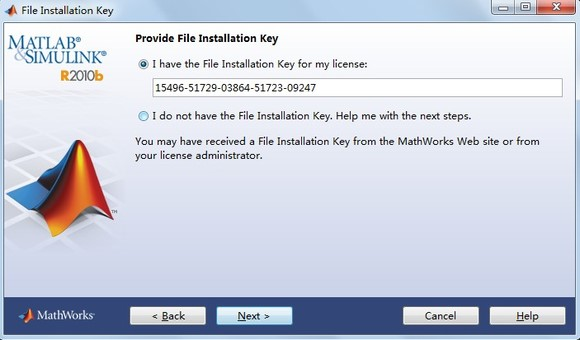 File Installation Key
MATLAB®
&SIMULINK®
R2010b
Provide File Installation Key
I have the File Installation Key for my license:
15496-51729-03864-51723-09247
I do not have the File Installation Key. Help me with the next steps.
You may have received a File Installation Key from the MathWorks Web site or from
your license administrator.
TM
MathWorks®
< Back
Next >
Cancel
Help